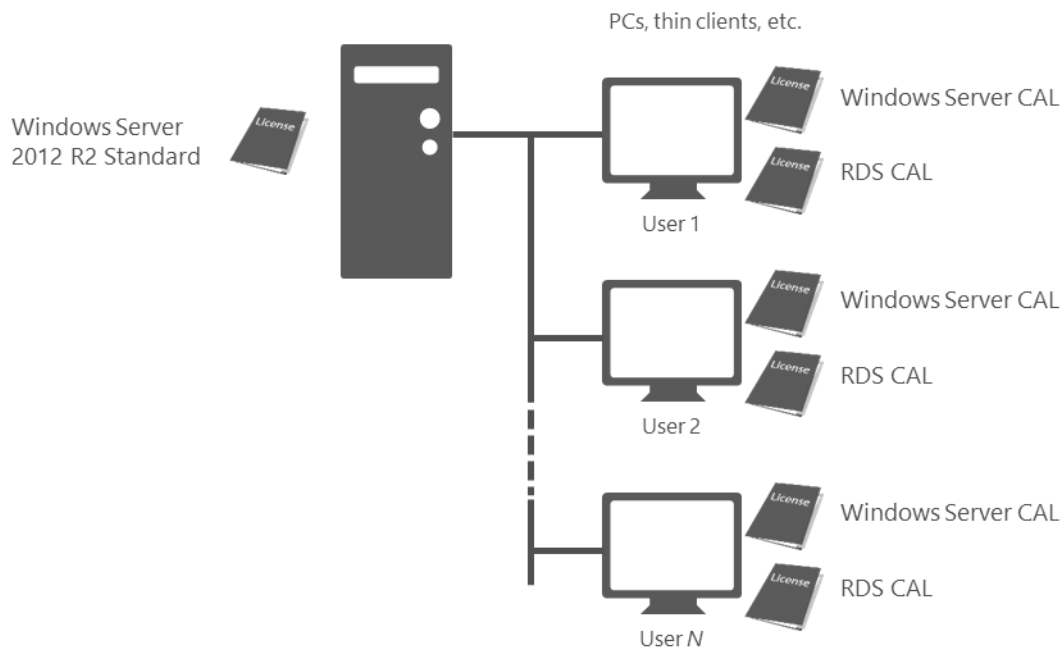 PCs, thin clients, etc.
Windows Server
2012 R2 Standard
License
License
Windows Server CAL
License
RDS CAL
User 1
License
Windows Server CAL
License
RDS CAL
User 2
License
Windows Server CAL
License
RDS CAL
User N